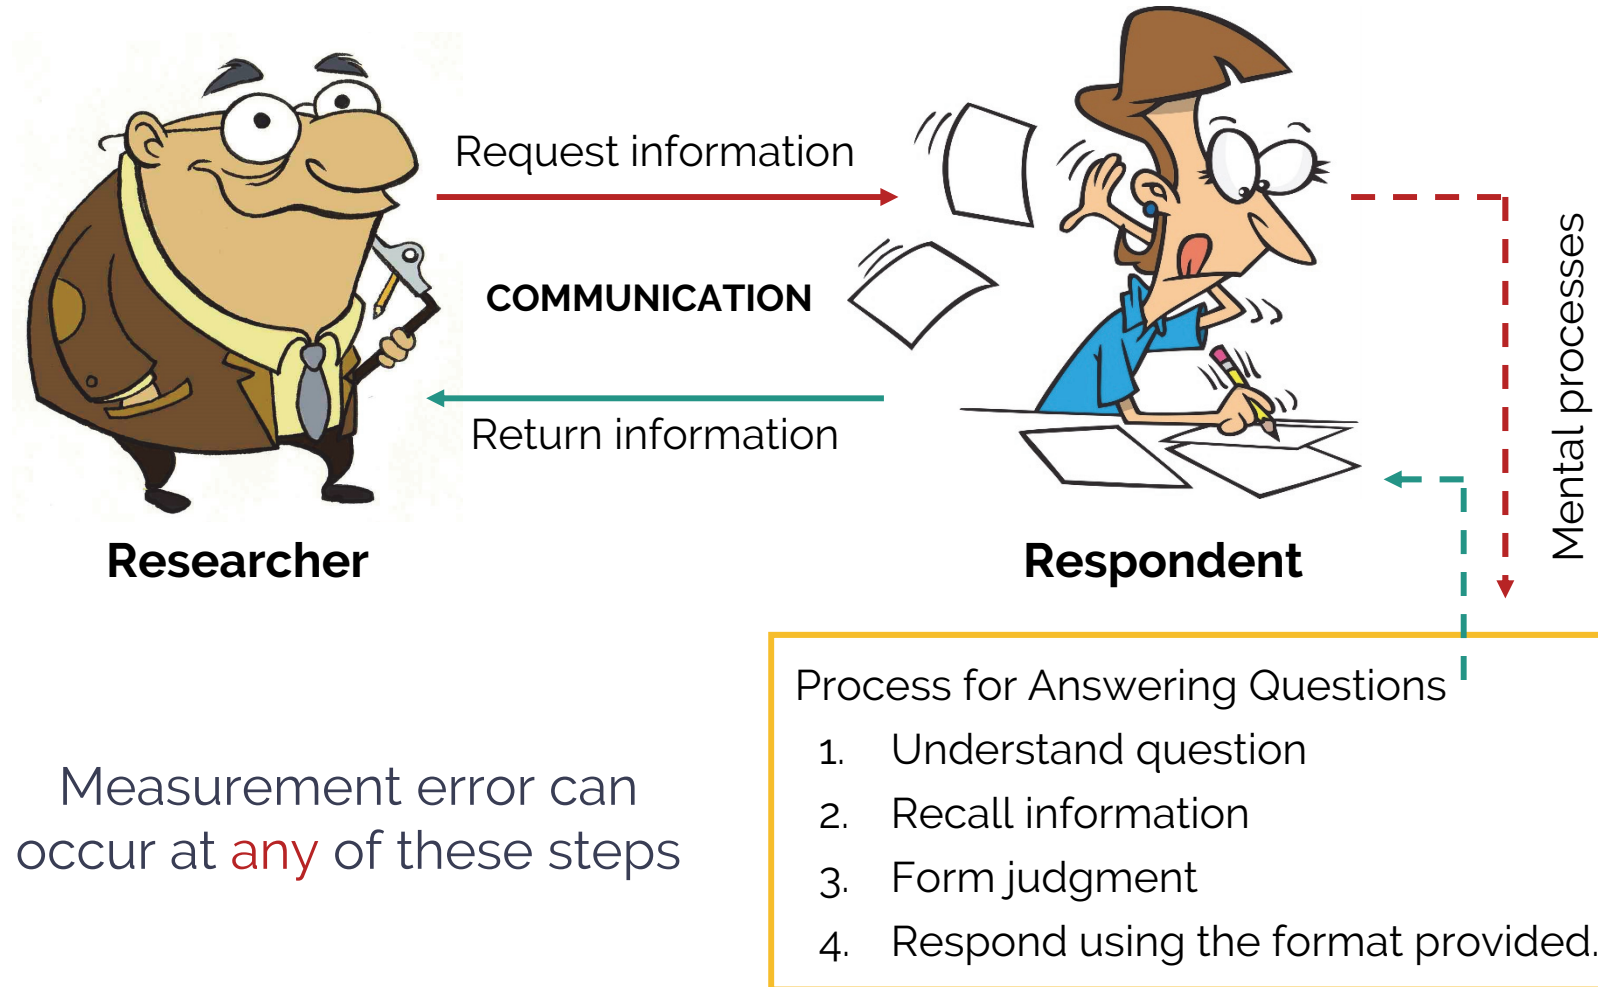 Request information
COMMUNICATION
Return information
Mental processes
Researcher
Respondent
Process for Answering Questions
1. Understand question
2. Recall information
3. Form judgment
4. Respond using the format provided.
Measurement error can
occur at any of these steps